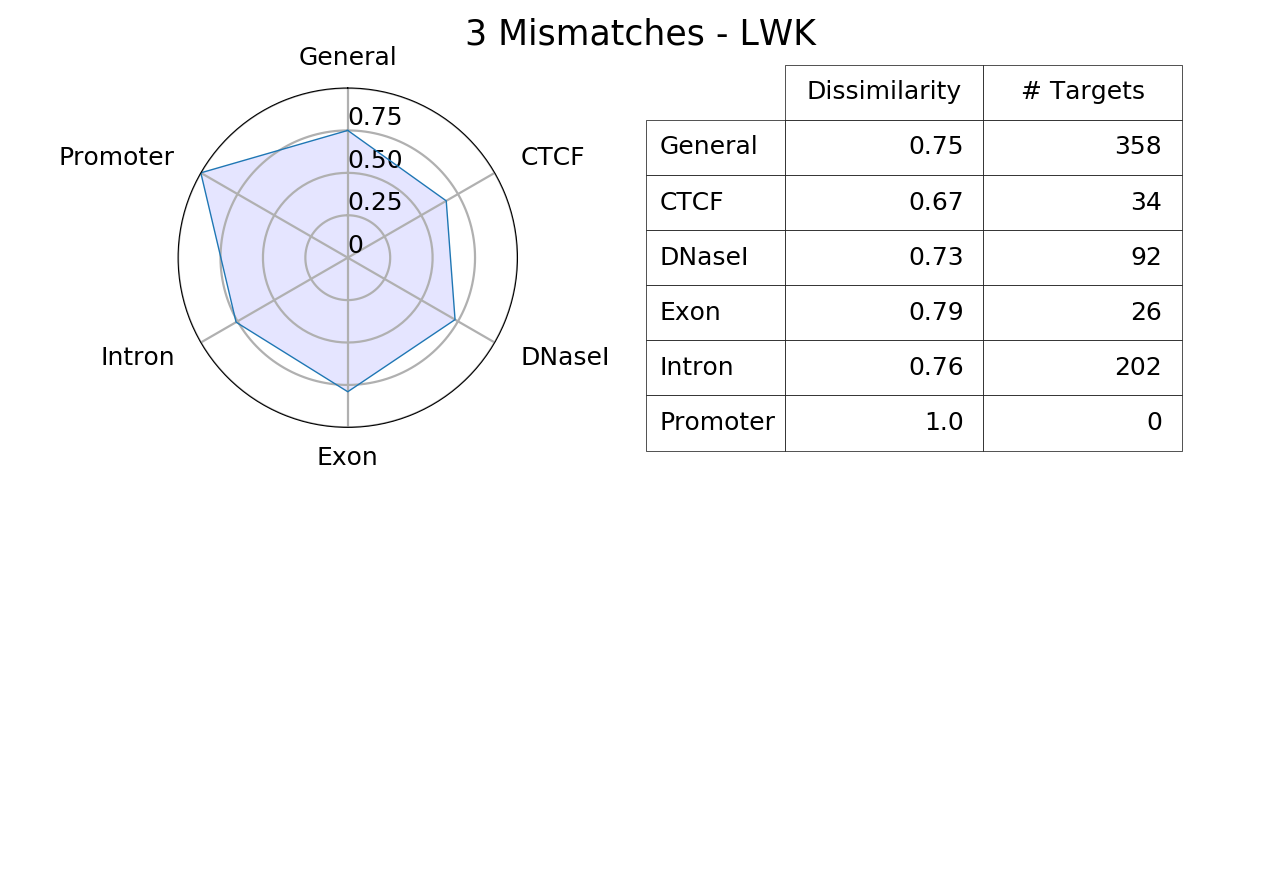 3 Mismatches - LWK
General
CTCF
DNaseI
Exon
Intron
Promoter
0.75
0.50
0.25
0
Dissimilarity # Targets
General 0.75 358
CTCF 0.67 34
DNaseI 0.73 92
Exon 0.79 26
Intron 0.76 202
Promoter 1.0 0